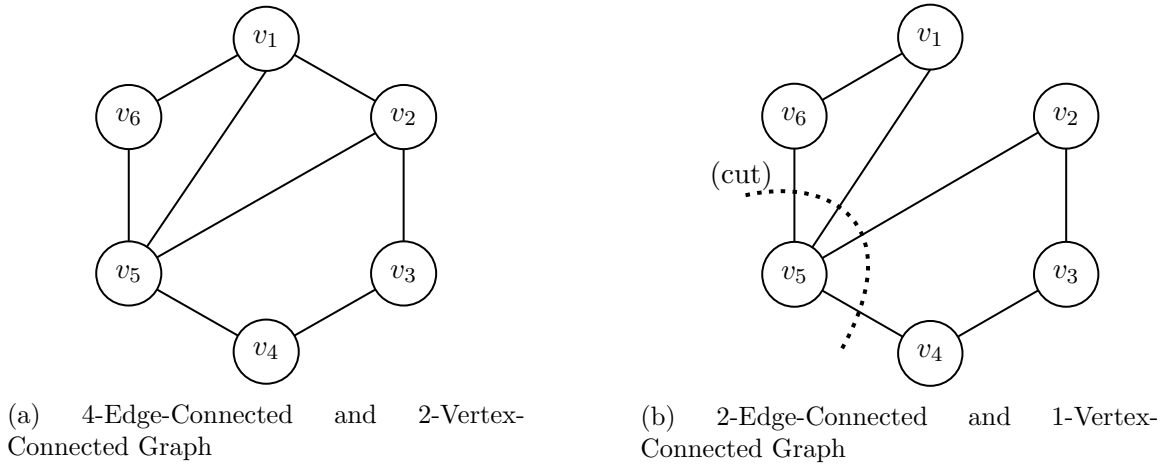 v1
v6
v2
v5
v3
v4
(a) 4-Edge-Connected and 2-Vertex-
Connected Graph
v1
v6
v2
(cut)
v5
v3
v4
(b) 2-Edge-Connected and 1-Vertex-
Connected Graph